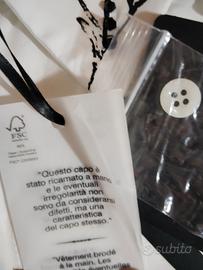 FSC
"Questo capo è
stato ricamato a mano
e le eventuali
irregolarità non
sono da considerarsi
difetti, ma una
caratteristica
del capo stesso."
"Vêtement brodé
à la main. Les
éventuelles
subito